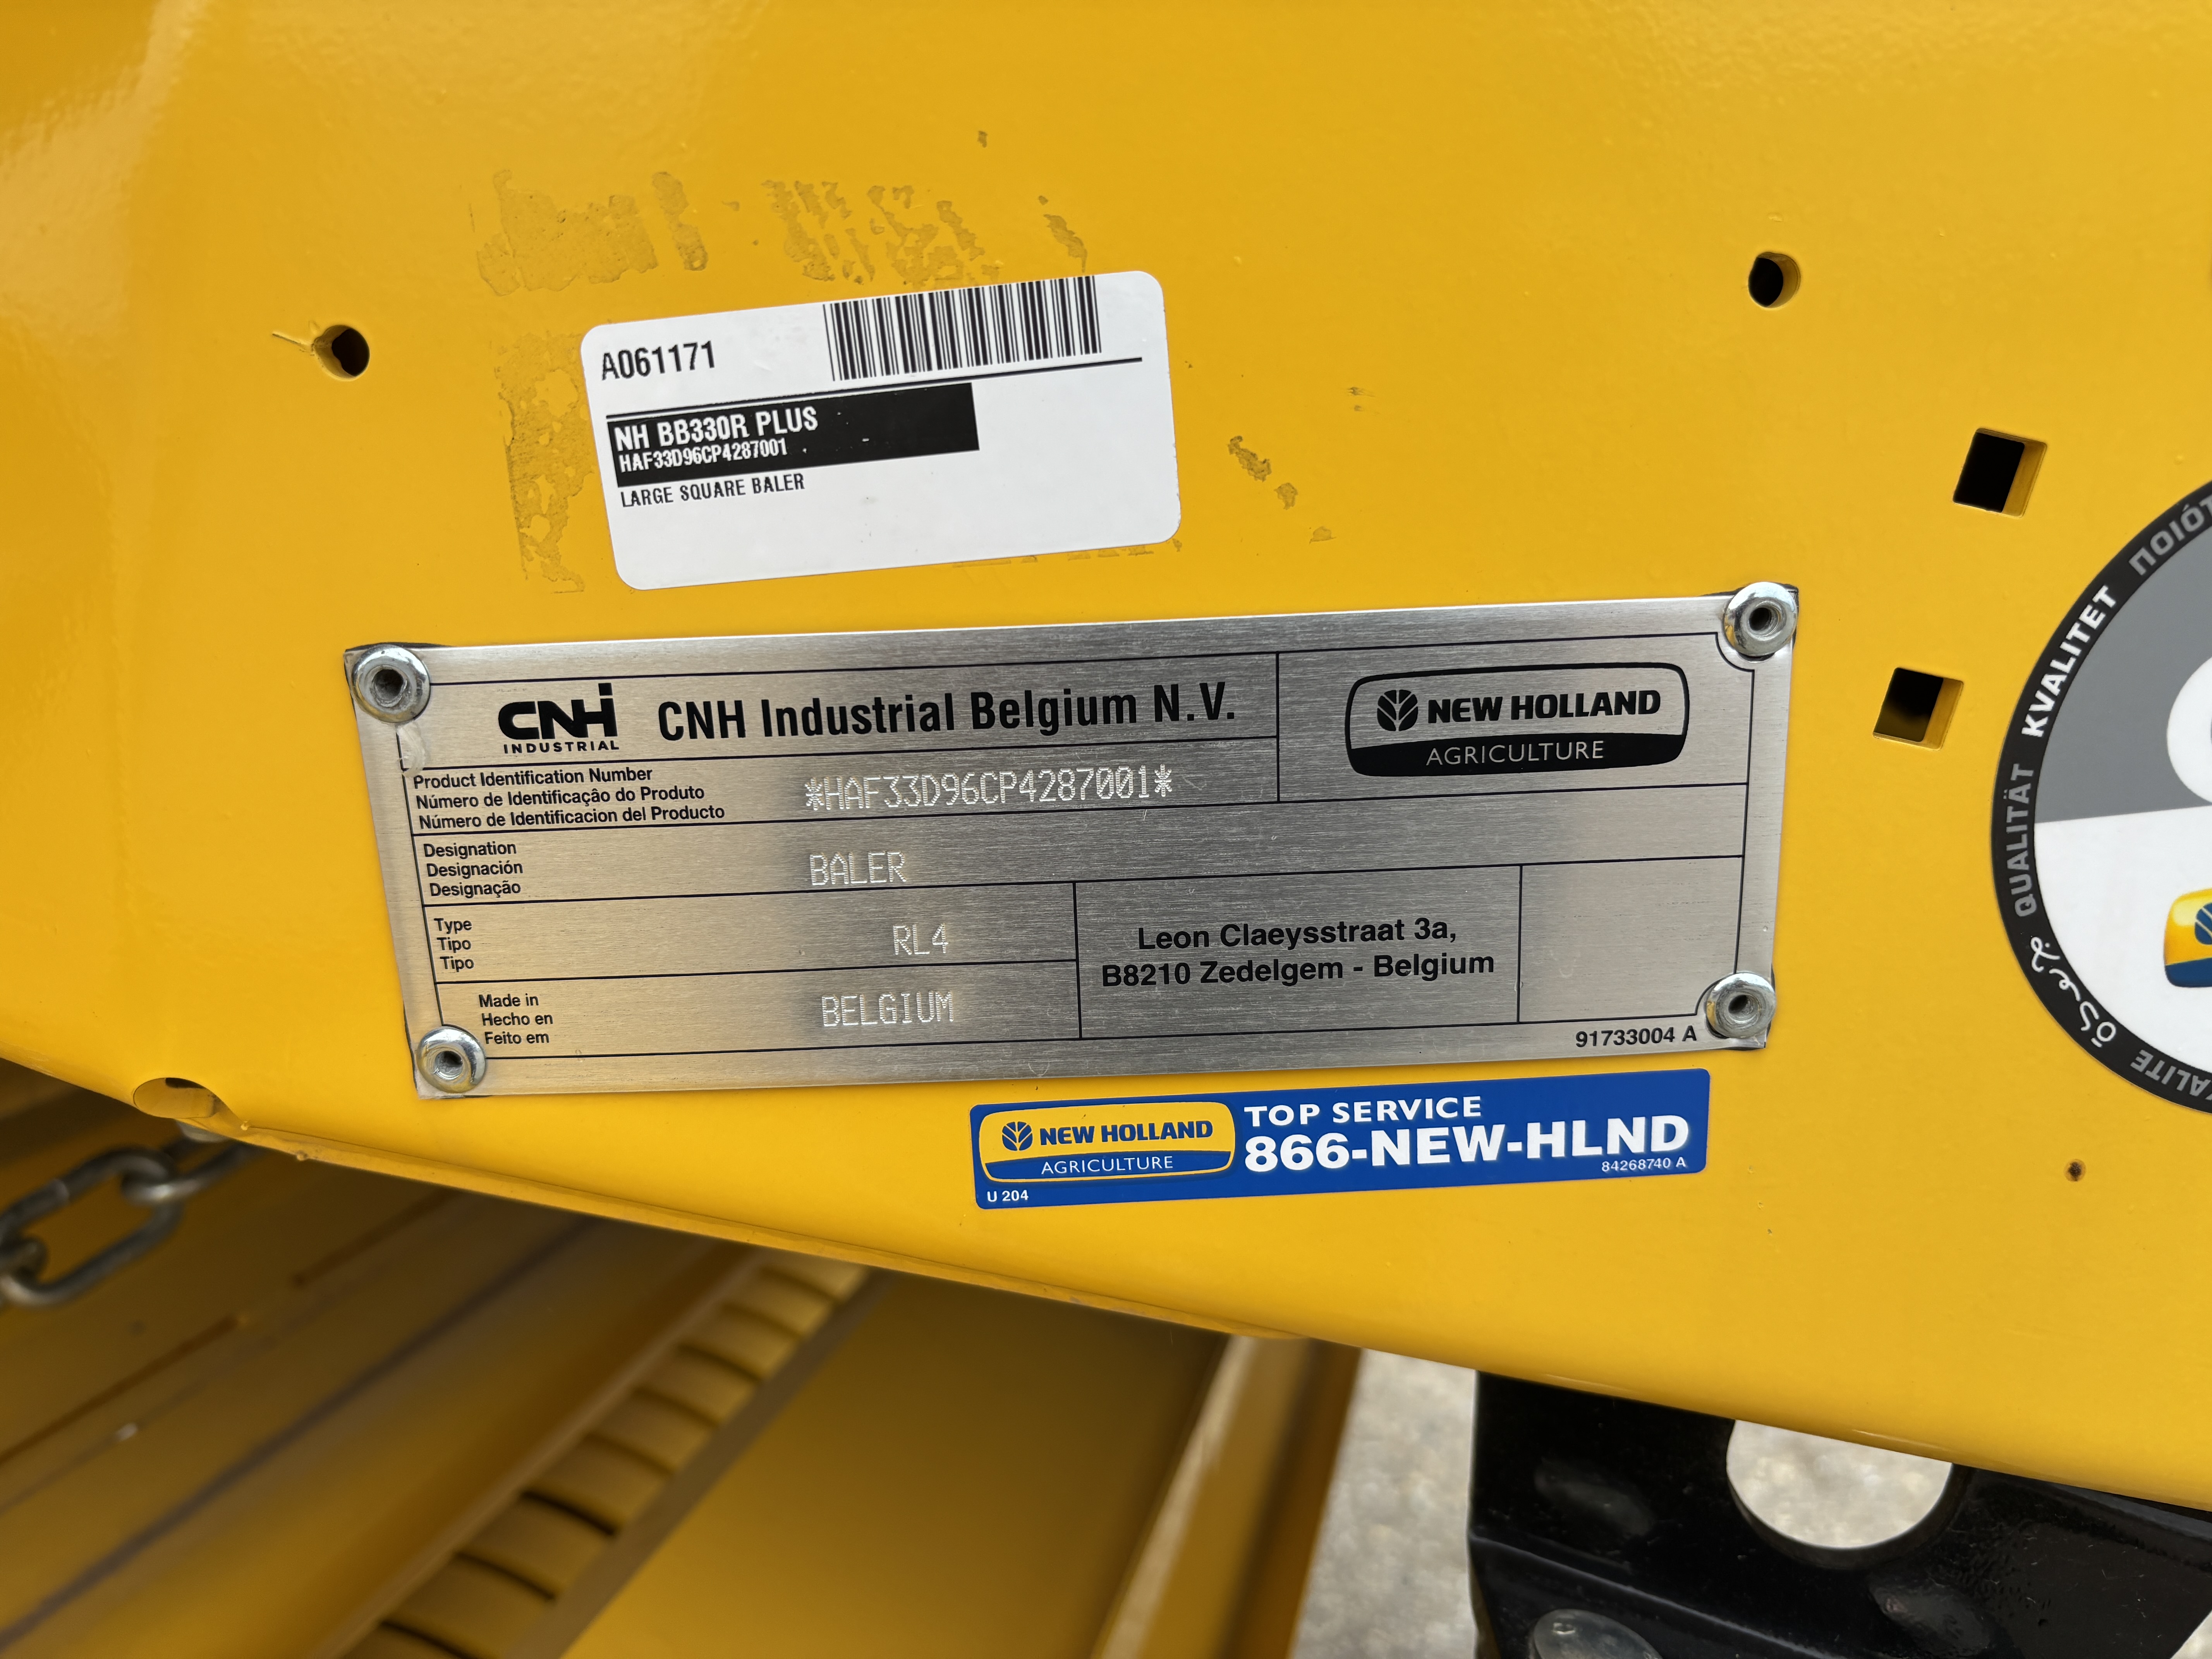 A061171
NH BB330R PLUS
HAF33D96CP4287001
LARGE SQUARE BALER
CNH
INDUSTRIAL
CNH Industrial Belgium N.V.
NEW HOLLAND
AGRICULTURE
Product Identification Number
Número de Identificação do Produto
Número de Identificacion del Producto
*HAF33D96CP4287001*
Designation
Designación
Designação
BALER
Type
Tipo
Tipo
RL4
Made in
Hecho en
Feito em
BELGIUM
Leon Claeysstraat 3a,
B8210 Zedelgem - Belgium
91733004 A
NEW HOLLAND
AGRICULTURE
U 204
TOP SERVICE
866-NEW-HLND
84268740 A
KVALITET
QUALITÄT